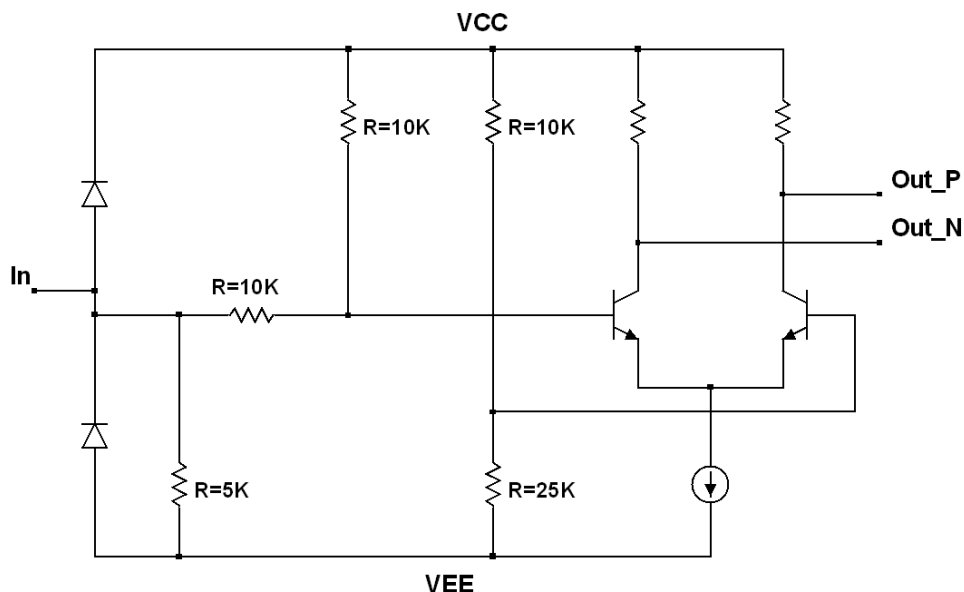 VCC
R=10K
R=10K
Out_P
Out_N
In
R=10K
R=5K
R=25K
VEE